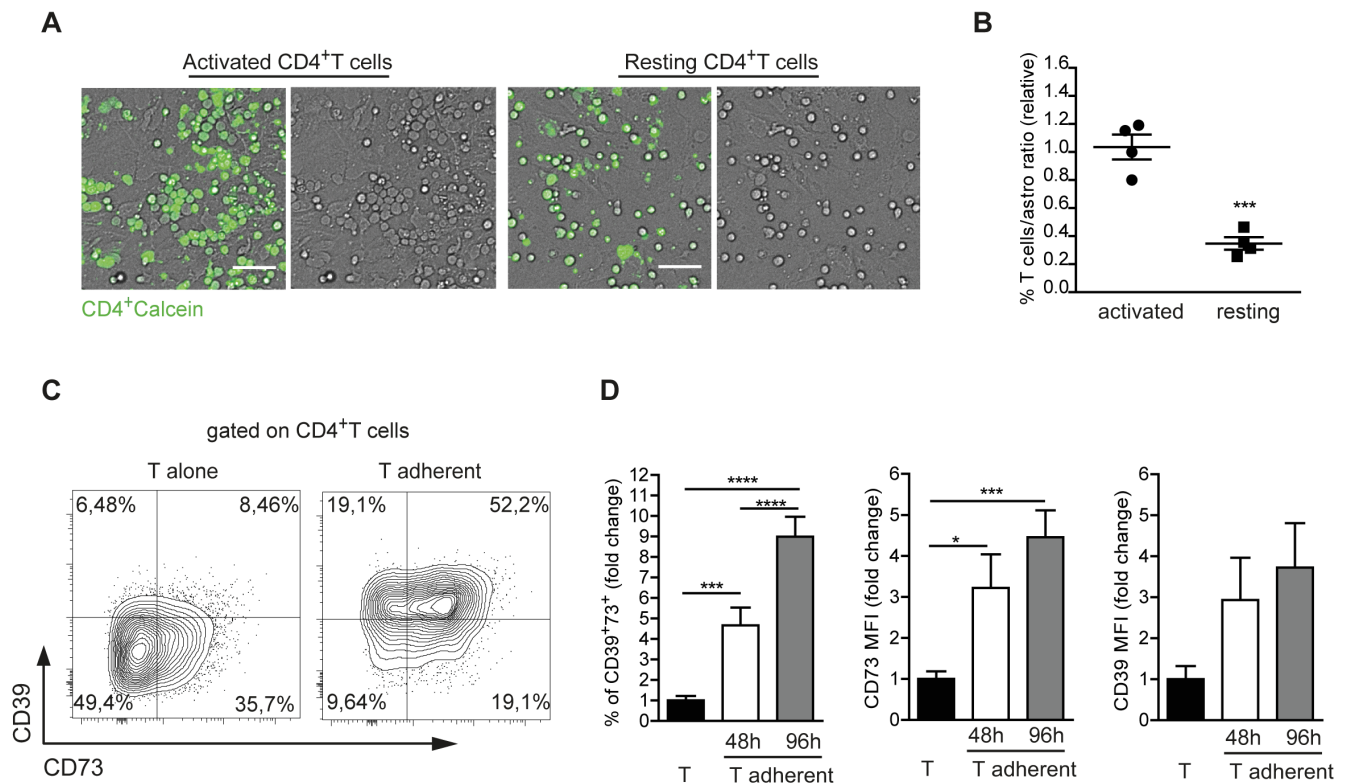 A
Activated CD4+T cells
Resting CD4+T cells
CD4+Calcein
B
% T cells/astro ratio (relative)
1.6
1.4
1.2
1.0
0.8
0.6
0.4
0.2
0.0
***
activated
resting
C
gated on CD4+T cells
T alone
T adherent
6,48%
8,46%
49,4%
35,7%
19,1%
52,2%
9,64%
19,1%
CD39
CD73
D
% of CD39+73+ (fold change)
12
11
10
9
8
7
6
5
4
3
2
1
0
****
****
***
48h
96h
T
T adherent
CD73 MFI (fold change)
6
5
4
3
2
1
0
***
*
48h
96h
T
T adherent
CD39 MFI (fold change)
6
5
4
3
2
1
0
48h
96h
T
T adherent